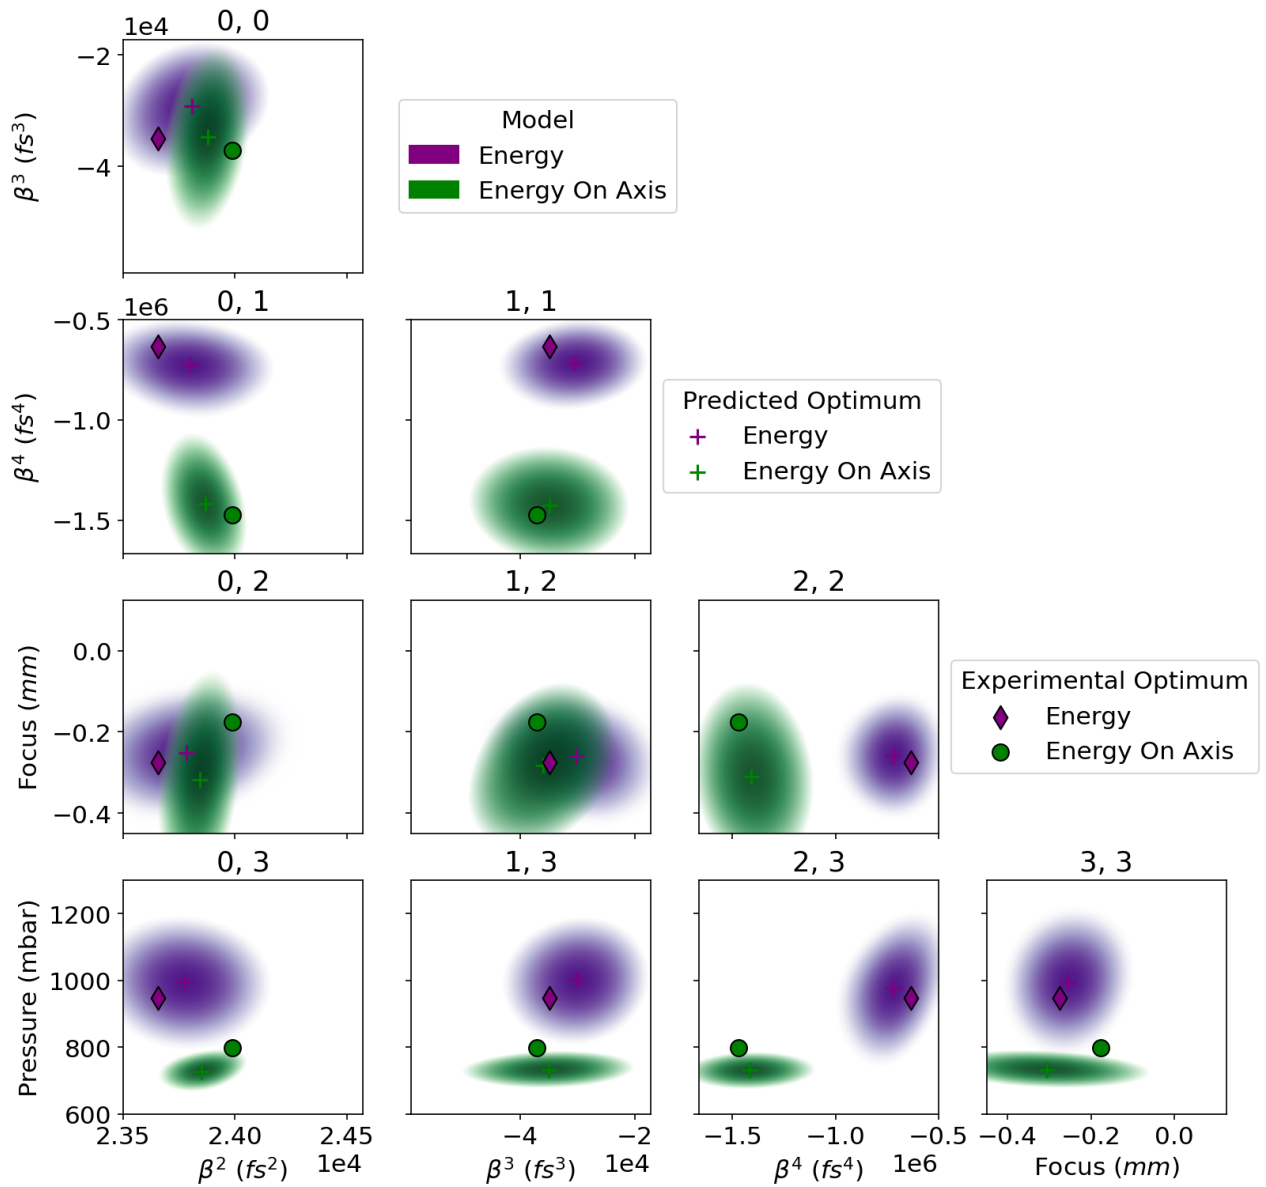 1e4
0, 0
−2
−4
β³ (fs³)
Model
Energy
Energy On Axis
1e6
0, 1
1, 1
−0.5
−1.0
−1.5
β⁴ (fs⁴)
Predicted Optimum
Energy
Energy On Axis
0, 2
1, 2
2, 2
0.0
−0.2
−0.4
Focus (mm)
Experimental Optimum
Energy
Energy On Axis
0, 3
1, 3
2, 3
3, 3
1200
1000
800
600
Pressure (mbar)
2.35 2.40 2.45
β² (fs²) 1e4
−4 −2
β³ (fs³) 1e4
−1.5 −1.0 −0.5
β⁴ (fs⁴) 1e6
−0.4 −0.2 0.0
Focus (mm)